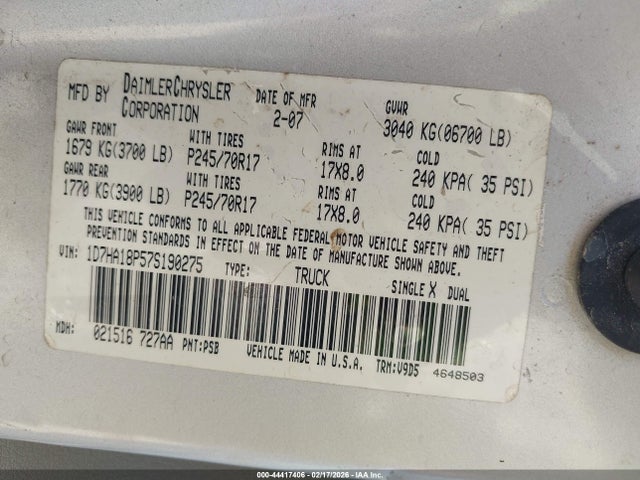 MFD BY DAIMLERCHRYSLER CORPORATION DATE OF MFR 2-07 GVWR 3040 KG(06700 LB)
GAWR FRONT WITH TIRES RIMS AT COLD
1679 KG(3700 LB) P245/70R17 17X8.0 240 KPA( 35 PSI)
GAWR REAR WITH TIRES RIMS AT COLD
1770 KG(3900 LB) P245/70R17 17X8.0 240 KPA( 35 PSI)
THIS VEHICLE CONFORMS TO ALL APPLICABLE FEDERAL MOTOR VEHICLE SAFETY AND THEFT
PREVENTION STANDARDS IN EFFECT ON THE DATE OF MANUFACTURE SHOWN ABOVE.
VIN: 1D7HA18P57S190275 TYPE: TRUCK SINGLE X DUAL
MDH: 021516 727AA PNT:PSB VEHICLE MADE IN U.S.A. TRM:V9D5 4648503
000-44417406 - 02/17/2026 - IAA Inc.